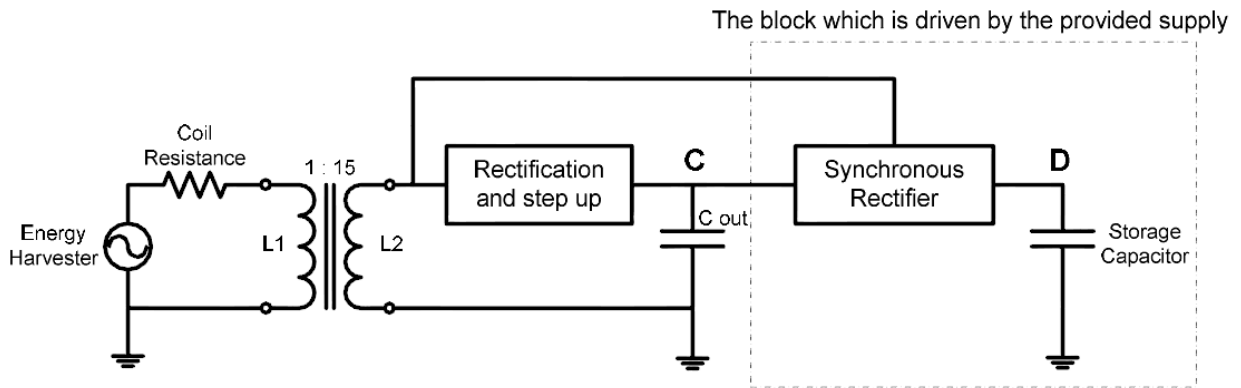 The block which is driven by the provided supply
Coil
Resistance
1 : 15
Rectification
and step up
C
Synchronous
Rectifier
D
Energy
Harvester
L1
L2
C out
Storage
Capacitor